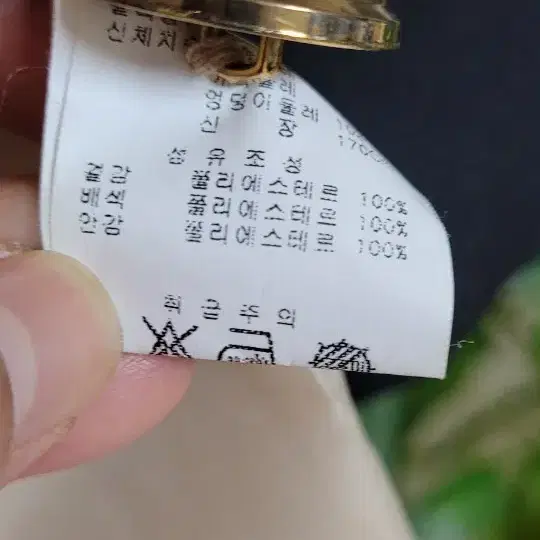 신체치
둘레
엉덩이 둘레
신 장
섬 유 조 성
겉감 폴리에스테르 100%
배색 폴리에스테르 100%
안감 폴리에스테르 100%
취 급 주 의